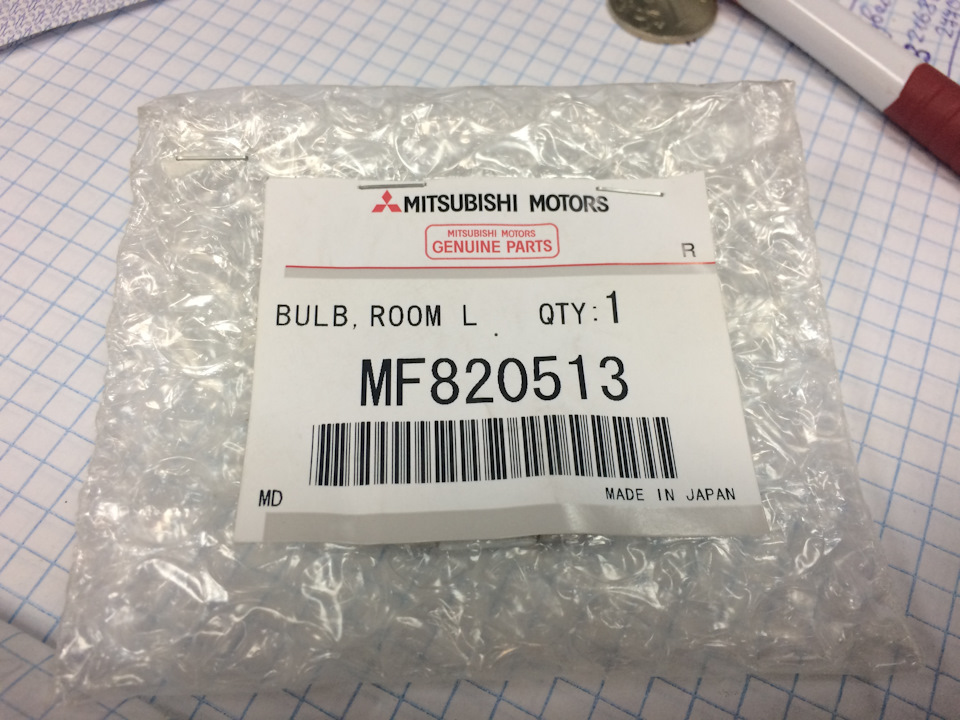 MITSUBISHI MOTORS
MITSUBISHI MOTORS
GENUINE PARTS
R
BULB, ROOM L QTY:1
MF820513
MD MADE IN JAPAN